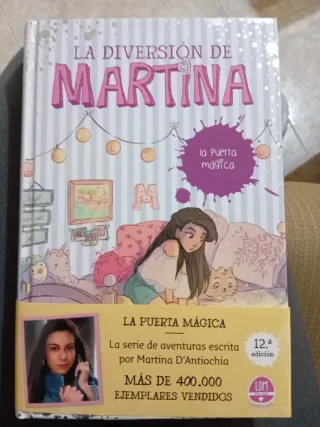 LA DIVERSIÓN DE
MARTINA
la puerta
mágica
M
LA PUERTA MÁGICA
La serie de aventuras escrita
por Martina D'Antiochia
MÁS DE 400.000
EJEMPLARES VENDIDOS
12.ª
edición
LDM